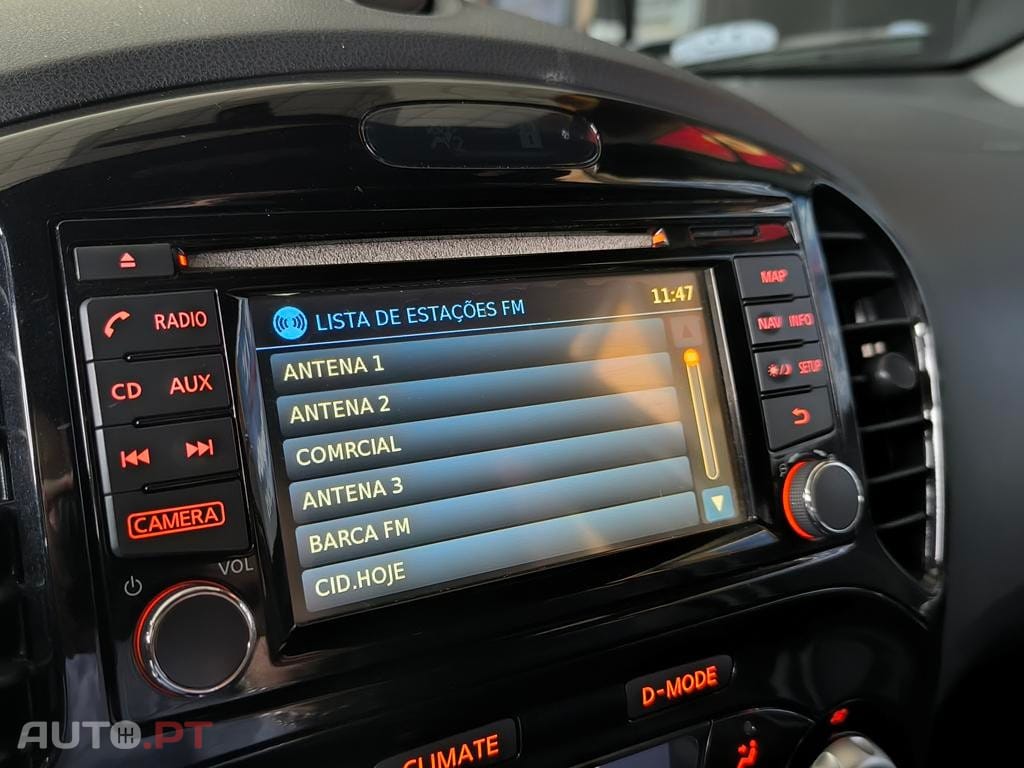 LISTA DE ESTAÇÕES FM
11:47
ANTENA 1
ANTENA 2
COMRCIAL
ANTENA 3
BARCA FM
CID.HOJE
RADIO
CD AUX
CAMERA
VOL
MAP
NAV INFO
SETUP
D-MODE
CLIMATE
AUTO.PT